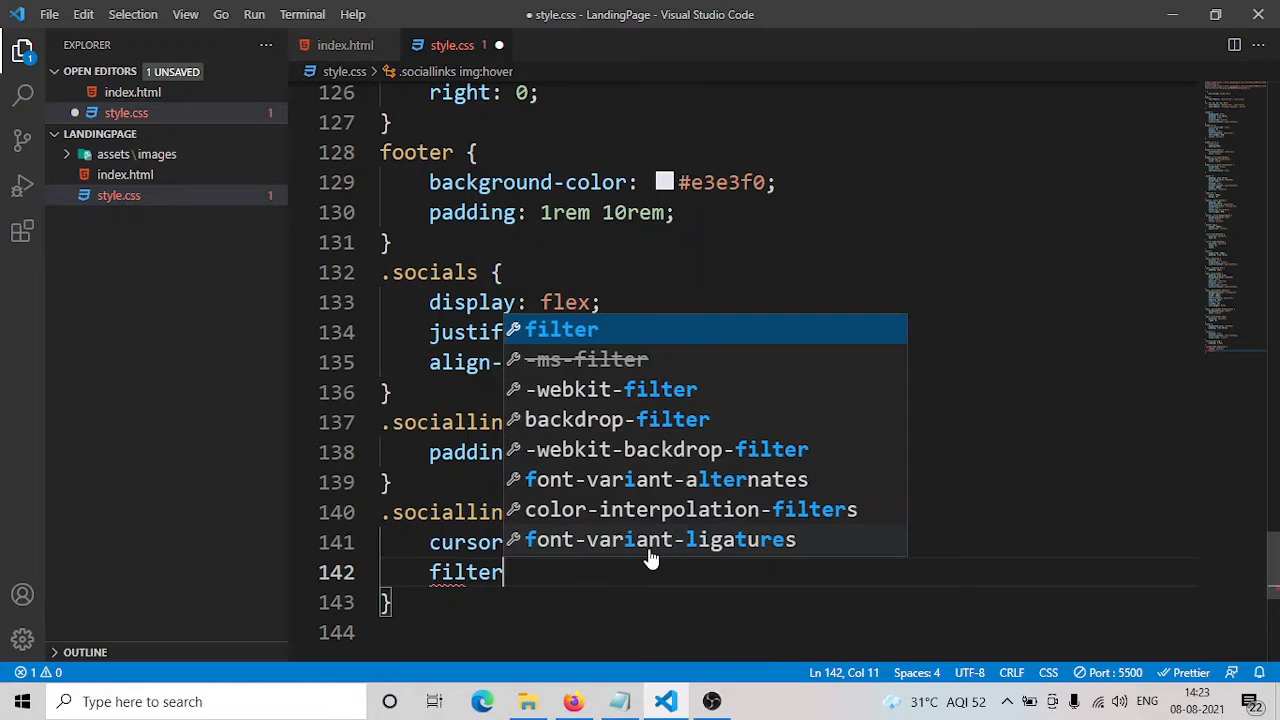 File Edit Selection View Go Run Terminal Help
● style.css - LandingPage - Visual Studio Code
EXPLORER
OPEN EDITORS 1 UNSAVED
index.html
style.css 1
LANDINGPAGE
assets\images
index.html
style.css 1
OUTLINE
index.html
style.css 1
style.css > .sociallinks img:hover
126 right: 0;
127 }
128 footer {
129 background-color: #e3e3f0;
130 padding: 1rem 10rem;
131 }
132 .socials {
133 display: flex;
134 justif
135 align-
136 }
137 .sociallin
138 paddin
139 }
140 .sociallin
141 cursor
142 filter
143 }
144
filter
-ms-filter
-webkit-filter
backdrop-filter
-webkit-backdrop-filter
font-variant-alternates
color-interpolation-filters
font-variant-ligatures
1 0
Ln 142, Col 11 Spaces: 4 UTF-8 CRLF CSS Port : 5500 Prettier
Type here to search
31°C AQI 52
14:23
08-08-2021
22